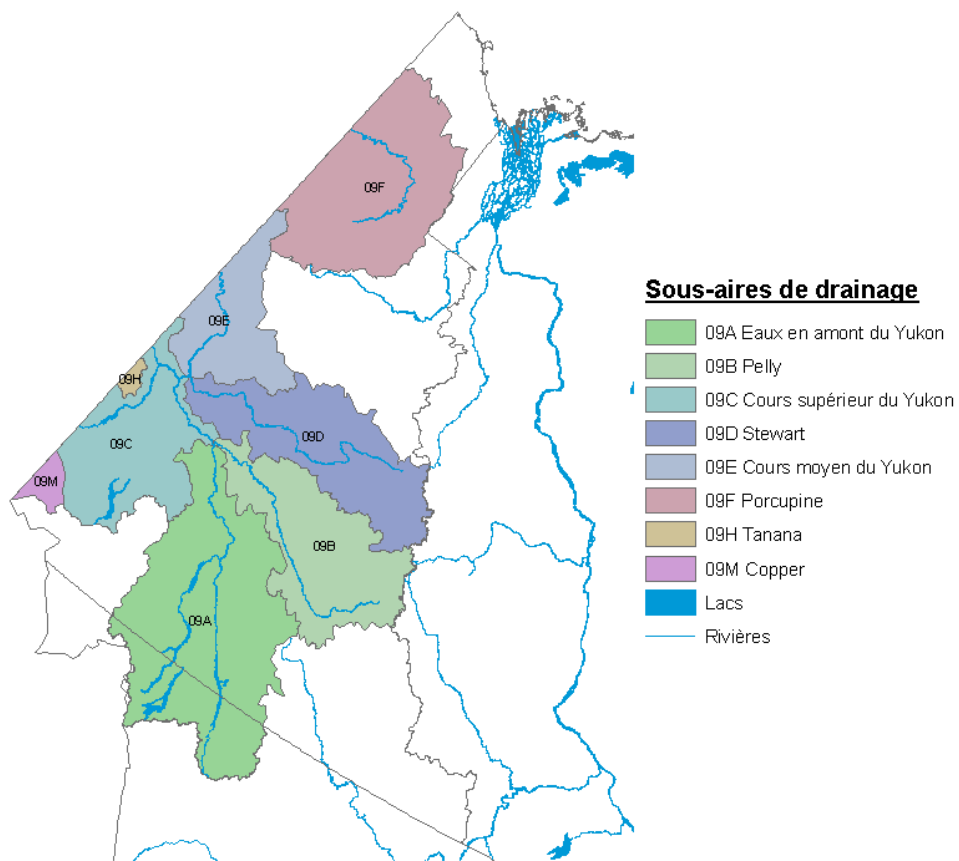 09F
09E
09H
09C
09D
09M
09B
09A
Sous-aires de drainage
09A Eaux en amont du Yukon
09B Pelly
09C Cours supérieur du Yukon
09D Stewart
09E Cours moyen du Yukon
09F Porcupine
09H Tanana
09M Copper
Lacs
Rivières